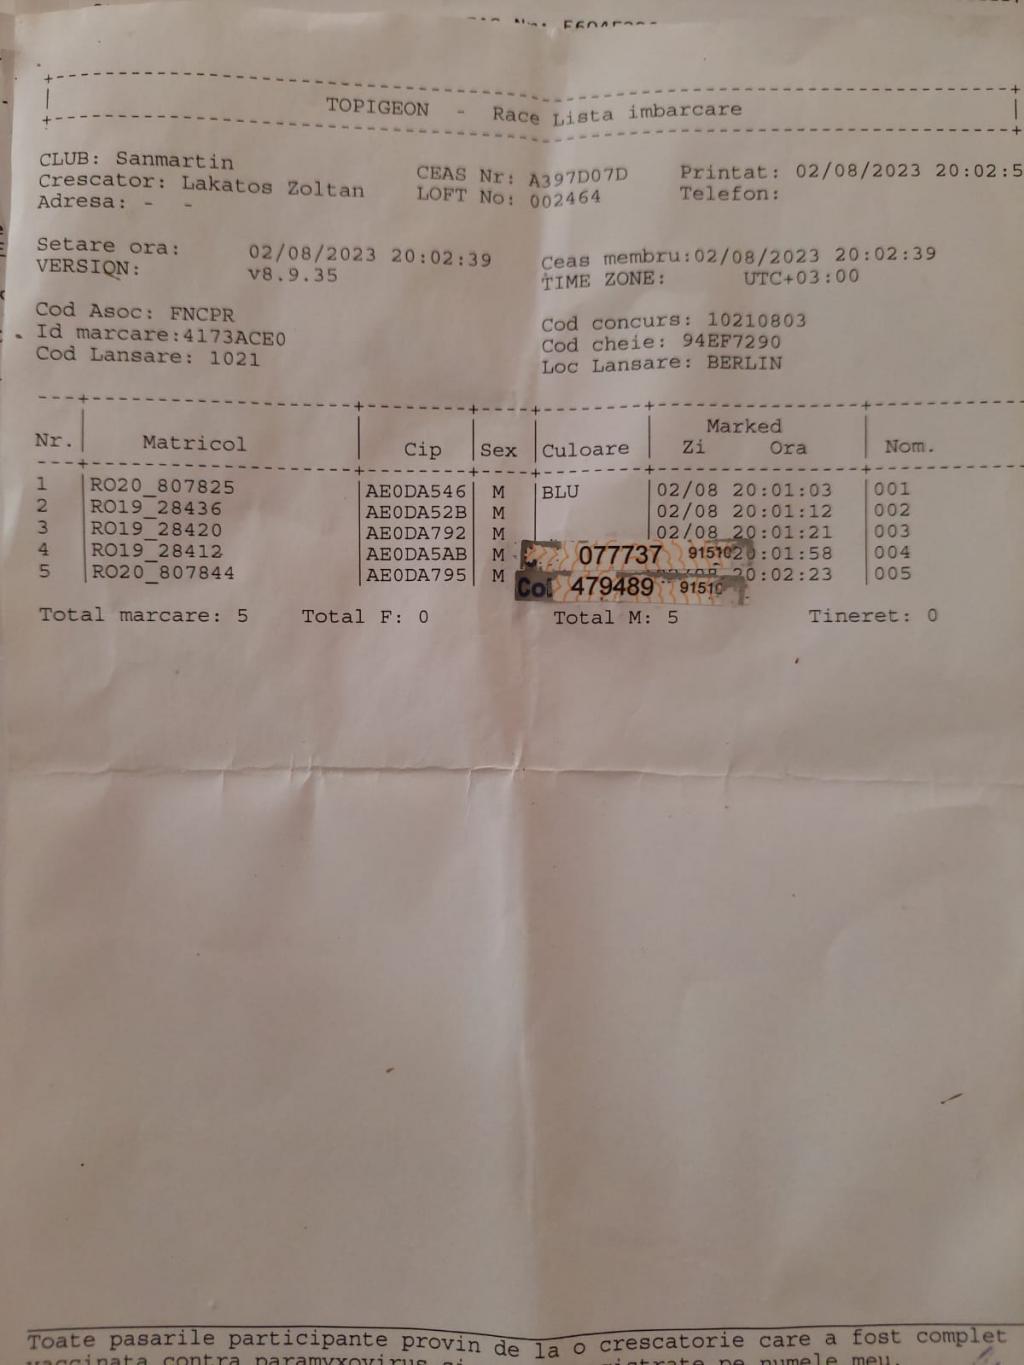 TOPIGEON - Race Lista imbarcare
CLUB: Sanmartin
Crescator: Lakatos Zoltan
Adresa: - -
CEAS Nr: A397D07D
LOFT No: 002464
Printat: 02/08/2023 20:02:5
Telefon:
Setare ora: 02/08/2023 20:02:39
VERSION: v8.9.35
Ceas membru:02/08/2023 20:02:39
TIME ZONE: UTC+03:00
Cod Asoc: FNCPR
Id marcare:4173ACE0
Cod Lansare: 1021
Cod concurs: 10210803
Cod cheie: 94EF7290
Loc Lansare: BERLIN
Nr. Matricol Cip Sex Culoare Marked Zi Ora Nom.
1 RO20_807825 AE0DA546 M BLU 02/08 20:01:03 001
2 RO19_28436 AE0DA52B M 02/08 20:01:12 002
3 RO19_28420 AE0DA792 M 02/08 20:01:21 003
4 RO19_28412 AE0DA5AB M 077737 91510 20:01:58 004
5 RO20_807844 AE0DA795 M 479489 91510 20:02:23 005
Total marcare: 5 Total F: 0 Total M: 5 Tineret: 0
Toate pasarile participante provin de la o crescatorie care a fost complet
vaccinata contra paramyxovirus si pe numele meu.